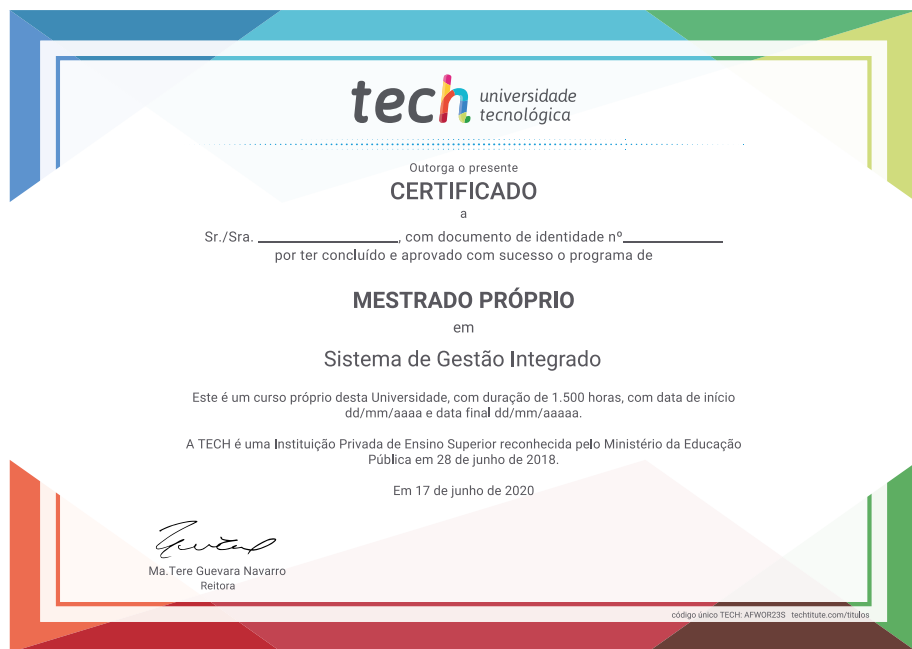 tech universidade
tecnológica
Outorga o presente
CERTIFICADO
a
Sr./Sra. ____________, com documento de identidade nº_________
por ter concluído e aprovado com sucesso o programa de
MESTRADO PRÓPRIO
em
Sistema de Gestão Integrado
Este é um curso próprio desta Universidade, com duração de 1.500 horas, com data de início
dd/mm/aaaa e data final dd/mm/aaaaa.
A TECH é uma Instituição Privada de Ensino Superior reconhecida pelo Ministério da Educação
Pública em 28 de junho de 2018.
Em 17 de junho de 2020
Ma.Tere Guevara Navarro
Reitora
código único TECH: AFWOR23S techtitute.com/titulos